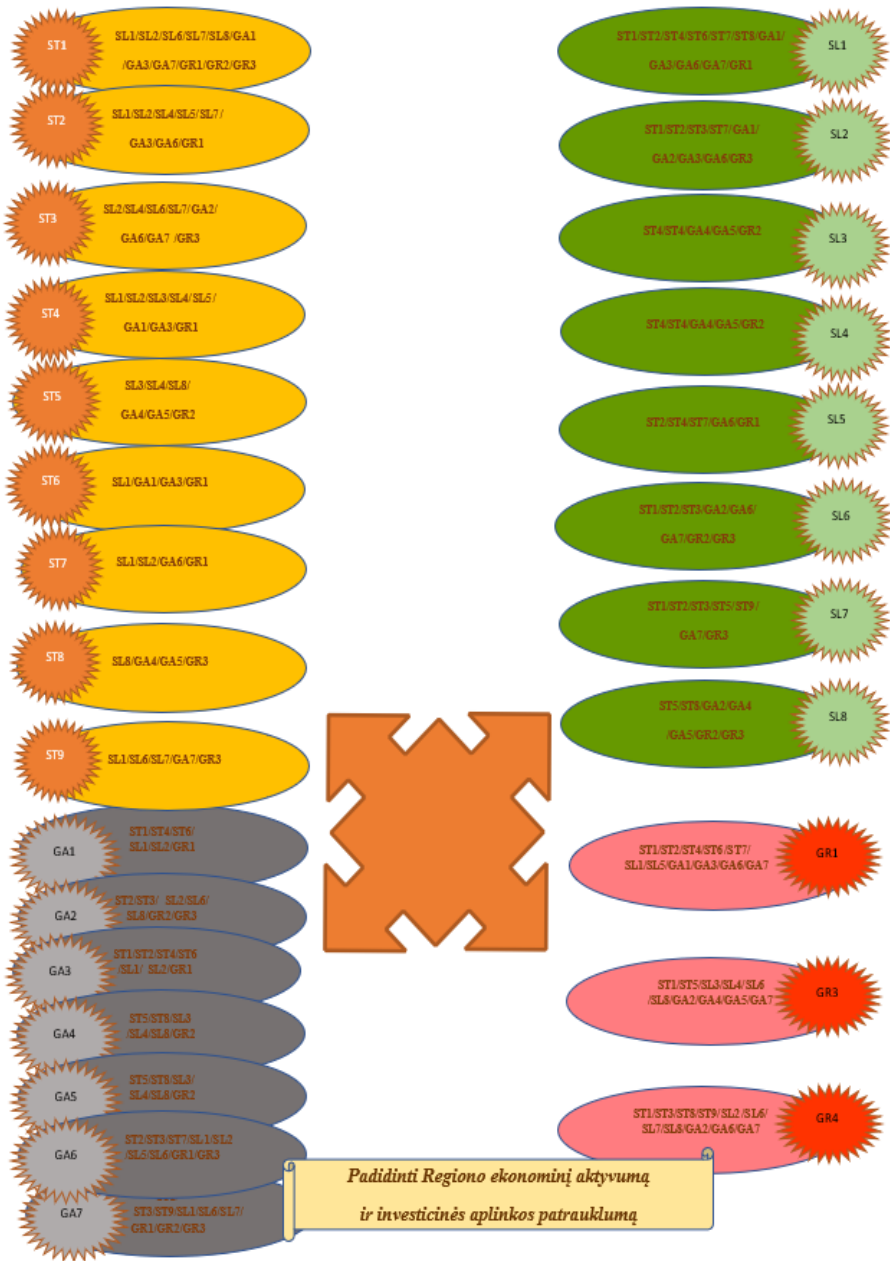 ST1
SL1/SL2/SL6/SL7/SL8/GA1
/GA3/GA7/GR1/GR2/GR3
ST2
SL1/SL2/SL4/SL5/SL7/
GA3/GA6/GR1
ST3
SL2/SL4/SL6/SL7/GA2/
GA6/GA7 /GR3
ST4
SL1/SL2/SL3/SL4/SL5/
GA1/GA3/GR1
ST5
SL3/SL4/SL8/
GA4/GA5/GR2
ST6
SL1/GA1/GA3/GR1
ST7
SL1/SL2/GA6/GR1
ST8
SL8/GA4/GA5/GR3
ST9
SL1/SL6/SL7/GA7/GR3
GA1
ST1/ST4/ST6/
SL1/SL2/GR1
GA2
ST2/ST3/ SL2/SL6/
SL8/GR2/GR3
GA3
ST1/ST2/ST4/ST6
/SL1/ SL2/GR1
GA4
ST5/ST8/SL3
/SL4/SL8/GR2
GA5
ST5/ST8/SL3/
SL4/SL8/GR2
GA6
ST2/ST3/ST7/SL1/SL2
/SL5/SL6/GR1/GR3
GA7
ST3/ST9/SL1/SL6/SL7/
GR1/GR2/GR3
ST1/ST2/ST4/ST6/ST7/ST8/GA1/
GA3/GA6/GA7/GR1
SL1
ST1/ST2/ST3/ST7/GA1/
GA2/GA3/GA6/GR3
SL2
ST4/ST4/GA4/GA5/GR2
SL3
ST4/ST4/GA4/GA5/GR2
SL4
ST2/ST4/ST7/GA6/GR1
SL5
ST1/ST2/ST3/GA2/GA6/
GA7/GR2/GR3
SL6
ST1/ST2/ST3/ST5/ST9/
GA7/GR3
SL7
ST5/ST8/GA2/GA4
/GA5/GR2/GR3
SL8
ST1/ST2/ST4/ST6/ST7/
SL1/SL5/GA1/GA3/GA6/GA7
GR1
ST1/ST5/SL3/SL4/SL6
/SL8/GA2/GA4/GA5/GA7
GR3
ST1/ST3/ST8/ST9/SL2/SL6/
SL7/SL8/GA2/GA6/GA7
GR4
Padidinti Regiono ekonominį aktyvumą
ir investicinės aplinkos patrauklumą